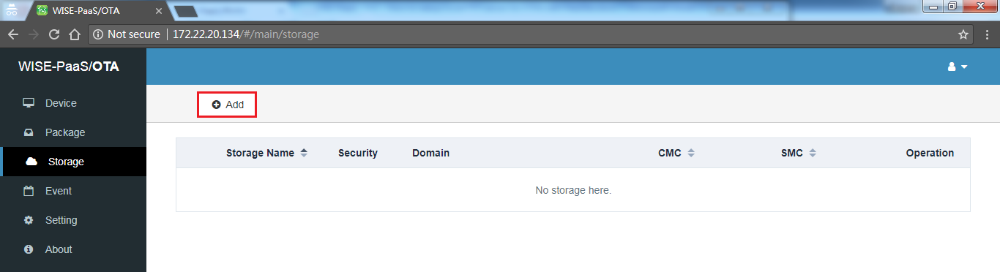 WISE-PaaS/OTA
Not secure 172.22.20.134/#/main/storage
WISE-PaaS/OTA
Device
Package
Storage
Event
Setting
About
Add
Storage Name Security Domain CMC SMC Operation
No storage here.